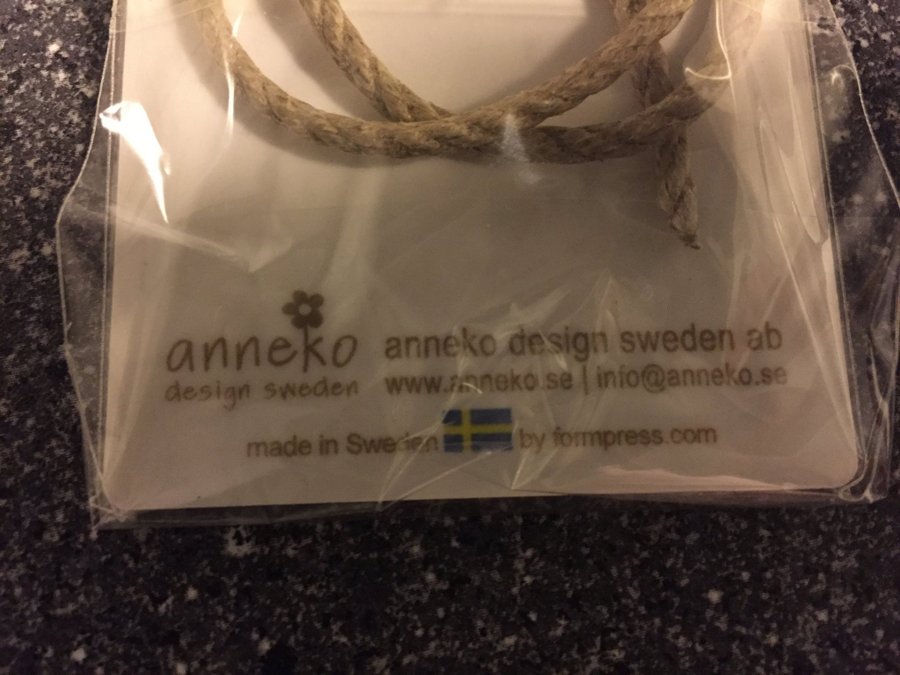 anneko
design sweden
anneko design sweden ab
www.anneko.se | info@anneko.se
made in Sweden by formpress.com